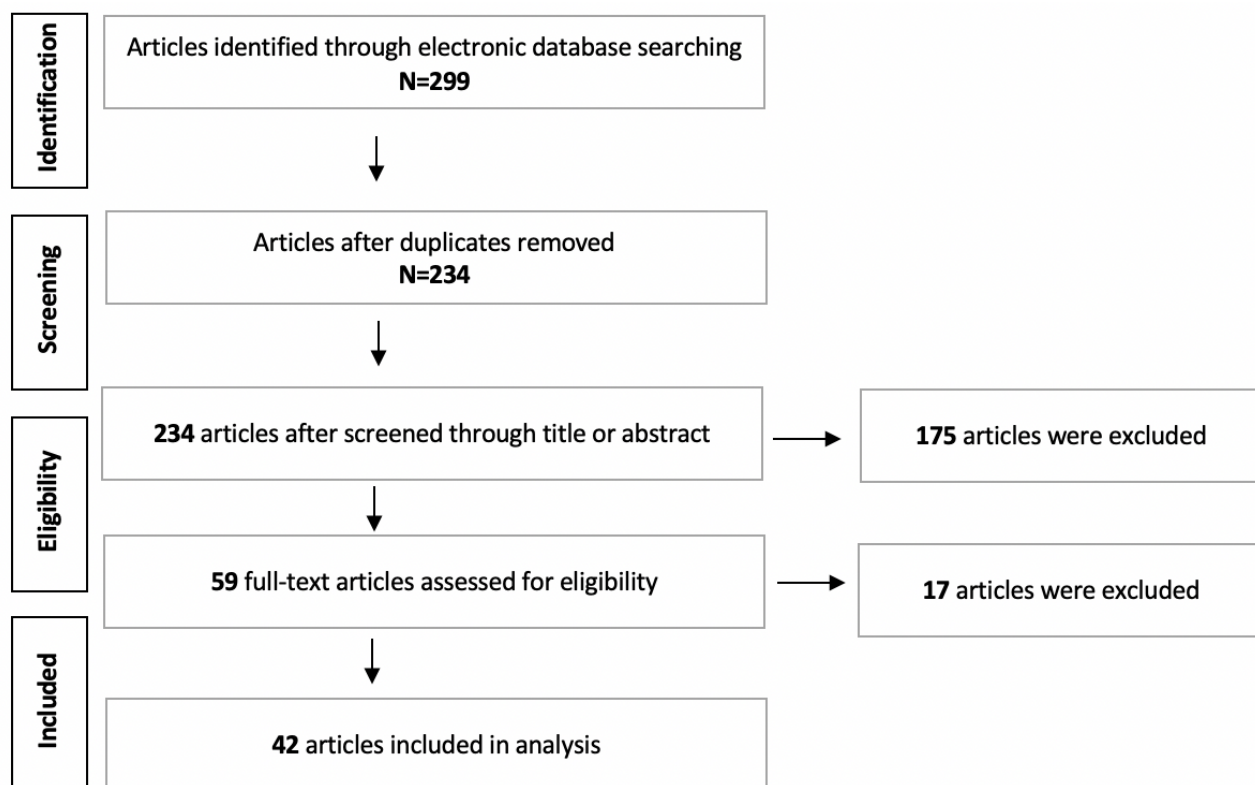 Identification
Articles identified through electronic database searching
N=299
Screening
Articles after duplicates removed
N=234
234 articles after screened through title or abstract
175 articles were excluded
Eligibility
59 full-text articles assessed for eligibility
17 articles were excluded
Included
42 articles included in analysis